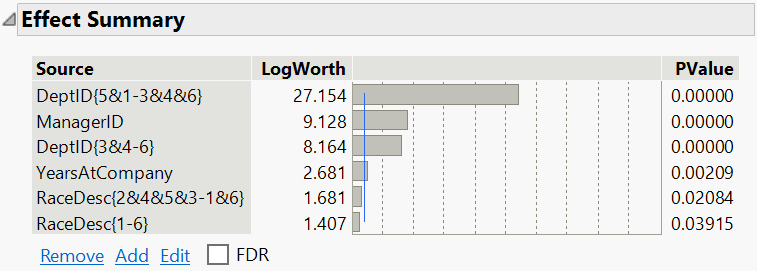 Effect Summary
Source LogWorth PValue
DeptID{5&1-3&4&6} 27.154 0.00000
ManagerID 9.128 0.00000
DeptID{3&4-6} 8.164 0.00000
YearsAtCompany 2.681 0.00209
RaceDesc{2&4&5&3-1&6} 1.681 0.02084
RaceDesc{1-6} 1.407 0.03915
Remove Add Edit FDR